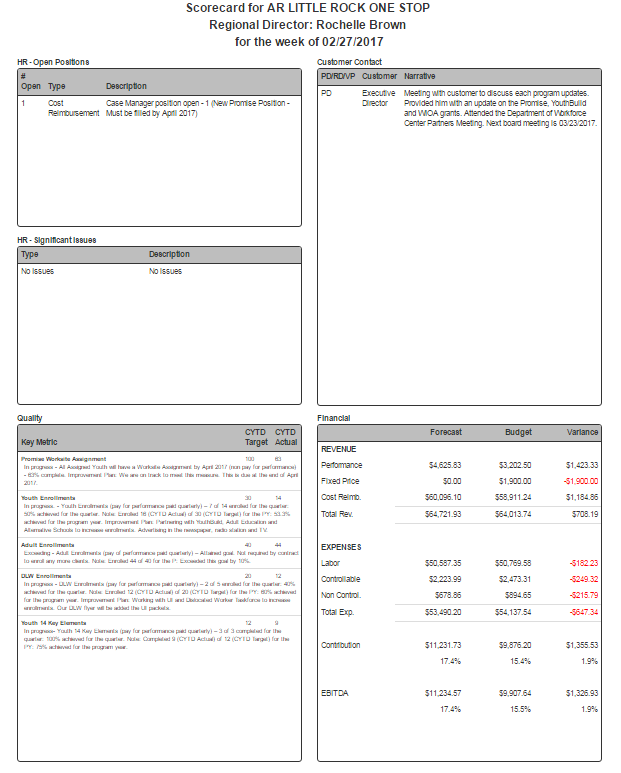 Scorecard for AR LITTLE ROCK ONE STOP
Regional Director: Rochelle Brown
for the week of 02/27/2017
HR - Open Positions
#
Open Type Description
1 Cost Case Manager position open - 1 (New Promise Position -
Reimbursement Must be filled by April 2017)
HR - Significant Issues
Type Description
No Issues No Issues
Customer Contact
PD/RD/VP Customer Narrative
PD Executive Meeting with customer to discuss each program updates.
Director Provided him with an update on the Promise, YouthBuild
and WIOA grants. Attended the Department of Workforce
Center Partners Meeting. Next board meeting is 03/23/2017.
Quality
CYTD CYTD
Key Metric Target Actual
Promise Worksite Assignment 100 63
In progress - All Assigned Youth will have a Worksite Assignment by April 2017 (non pay for performance)
- 63% complete. Improvement Plan: We are on track to meet this measure. This is due at the end of April
2017.
Youth Enrollments 30 14
In progress. - Youth Enrollments (pay for performance paid quarterly) – 7 of 14 enrolled for the quarter.
50% achieved for the quarter. Note: Enrolled 16 (CYTD Actual) of 30 (CYTD Target) for the PY. 53.3%
achieved for the program year. Improvement Plan: Partnering with YouthBuild, Adult Education and
Alternative Schools to increase enrollments. Advertising in the newspaper, radio station and TV.
Adult Enrollments 40 44
Exceeding - Adult Enrollments (pay of performance paid quarterly) – Attained goal. Not required by contract
to enroll any more clients. Note: Enrolled 44 of 40 for the P. Exceeded this goal by 10%
DLW Enrollments 20 12
In progress - DLW Enrollments (pay for performance paid quarterly) – 2 of 5 enrolled for the quarter. 40%
achieved for the quarter. Note: Enrolled 12 (CYTD Actual) of 20 (CYTD Target) for the PY. 60% achieved
for the program year. Improvement Plan: Working with UI and Dislocated Worker Taskforce to increase
enrollments. Our DLW flyer will be added the UI packets.
Youth 14 Key Elements 12 9
In progress- Youth 14 Key Elements (pay for performance paid quarterly) – 3 of 3 completed for the
quarter. 100% achieved for the quarter. Note: Completed 9 (CYTD Actual) of 12 (CYTD Target) for the
PY. 75% achieved for the program year.
Financial
Forecast Budget Variance
REVENUE
Performance $4,625.83 $3,202.50 $1,423.33
Fixed Price $0.00 $1,900.00 -$1,900.00
Cost Reimb. $60,096.10 $58,911.24 $1,184.86
Total Rev. $64,721.93 $64,013.74 $708.19
EXPENSES
Labor $50,587.35 $50,769.58 -$182.23
Controllable $2,223.99 $2,473.31 -$249.32
Non Control. $678.86 $894.65 -$215.79
Total Exp. $53,490.20 $54,137.54 -$647.34
Contribution $11,231.73 $9,876.20 $1,355.53
17.4% 15.4% 1.9%
EBITDA $11,234.57 $9,907.64 $1,326.93
17.4% 15.5% 1.9%